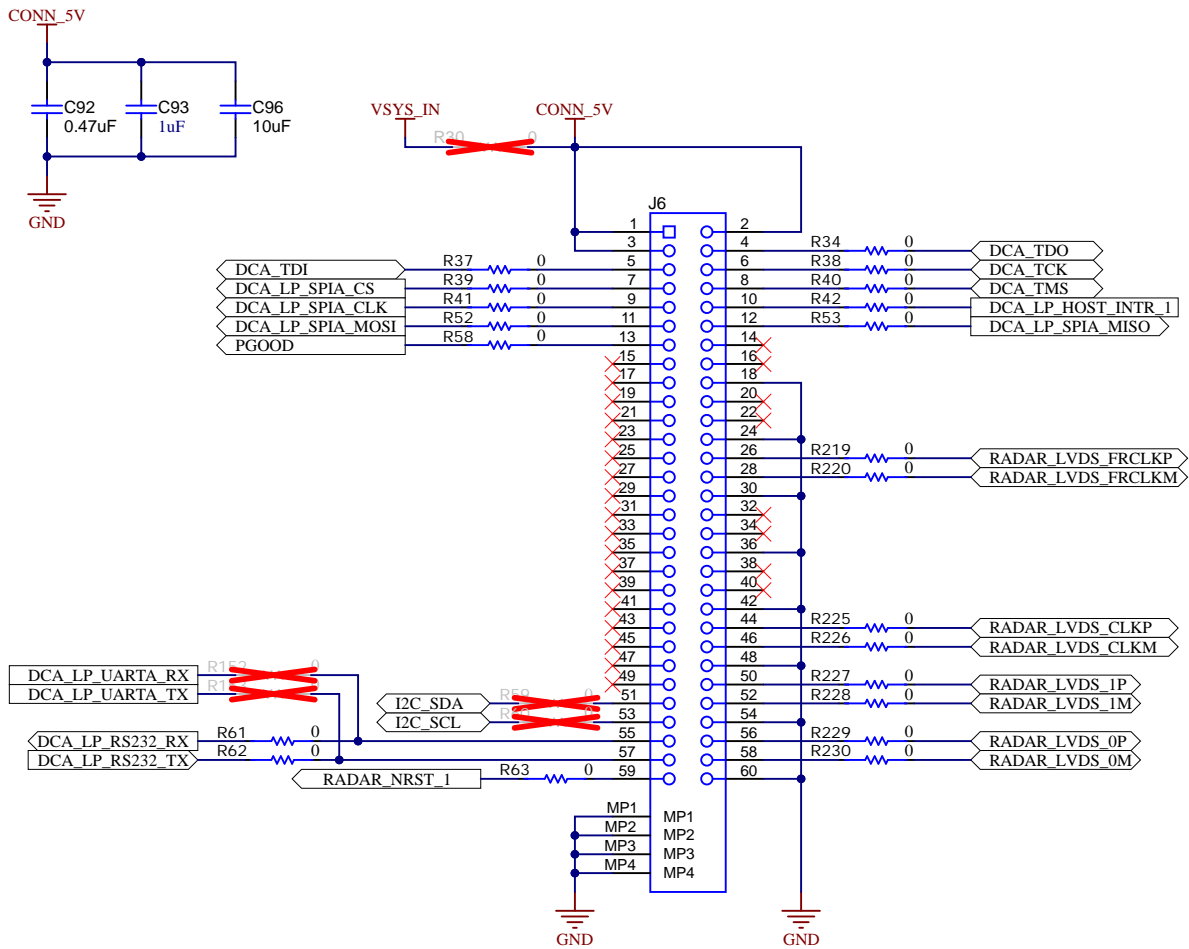 CONN_5V
C92
0.47uF
C93
1uF
C96
10uF
GND
VSYS_IN
R30 0
CONN_5V
J6
1 2
3 4 R34 0 DCA_TDO
DCA_TDI R37 0 5 6 R38 0 DCA_TCK
DCA_LP_SPIA_CS R39 0 7 8 R40 0 DCA_TMS
DCA_LP_SPIA_CLK R41 0 9 10 R42 0 DCA_LP_HOST_INTR_1
DCA_LP_SPIA_MOSI R52 0 11 12 R53 0 DCA_LP_SPIA_MISO
PGOOD R58 0 13 14
15 16
17 18
19 20
21 22
23 24
25 26 R219 0 RADAR_LVDS_FRCLKP
27 28 R220 0 RADAR_LVDS_FRCLKM
29 30
31 32
33 34
35 36
37 38
39 40
41 42
43 44 R225 0 RADAR_LVDS_CLKP
45 46 R226 0 RADAR_LVDS_CLKM
47 48
DCA_LP_UARTA_RX R152 0
49 50 R227 0 RADAR_LVDS_1P
DCA_LP_UARTA_TX 0
I2C_SDA R59 0 51 52 R228 0 RADAR_LVDS_1M
I2C_SCL 0 53 54
DCA_LP_RS232_RX R61 0 55 56 R229 0 RADAR_LVDS_0P
DCA_LP_RS232_TX R62 0 57 58 R230 0 RADAR_LVDS_0M
RADAR_NRST_1 R63 0 59 60
MP1 MP1
MP2 MP2
MP3 MP3
MP4 MP4
GND
GND